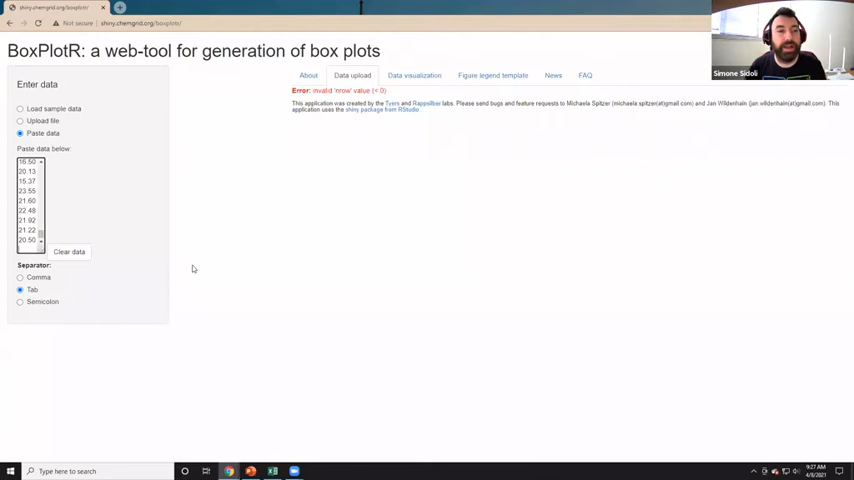 shiny.chemgrid.org/boxplotr/
Not secure | shiny.chemgrid.org/boxplotr/
BoxPlotR: a web-tool for generation of box plots
Enter data
Load sample data
Upload file
Paste data
Paste data below:
16.50
20.13
15.37
23.55
21.60
22.48
21.92
21.22
20.50
Clear data
Separator:
Comma
Tab
Semicolon
About
Data upload
Data visualization
Figure legend template
News
FAQ
Error: invalid 'nrow' value (< 0)
This application was created by the Tyers and Rappsilber labs. Please send bugs and feature requests to Michaela Spitzer (michaela.spitzer(at)gmail.com) and Jan Wildenhain (jan.wildenhain(at)gmail.com). This
application uses the shiny package from RStudio.
Simone Sidoli
Type here to search
9:27 AM
4/8/2021